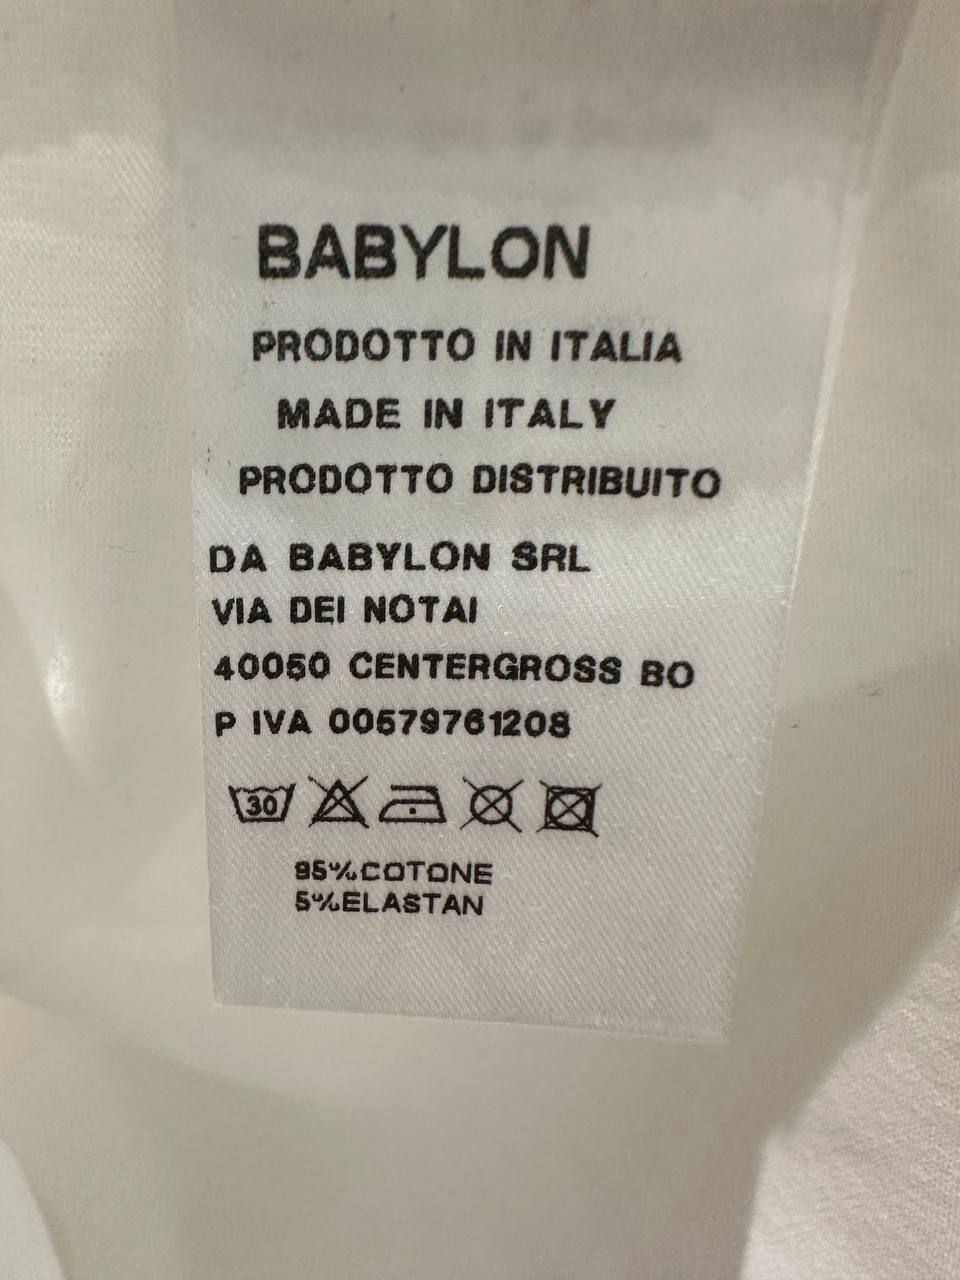 BABYLON
PRODOTTO IN ITALIA
MADE IN ITALY
PRODOTTO DISTRIBUITO
DA BABYLON SRL
VIA DEI NOTAI
40050 CENTERGROSS BO
P IVA 00579761208
30
95%COTONE
5%ELASTAN